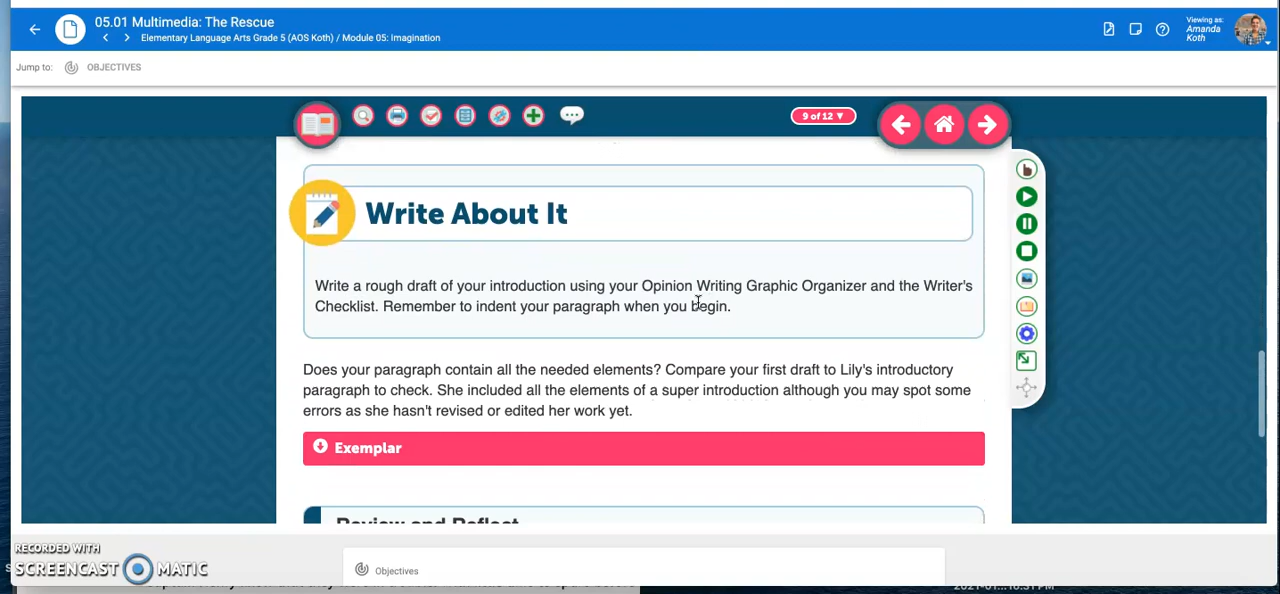 05.01 Multimedia: The Rescue
Elementary Language Arts Grade 5 (AOS Koth) / Module 05: Imagination
Viewing as:
Amanda
Koth
Jump to: OBJECTIVES
9 of 12 ▼
Write About It
Write a rough draft of your introduction using your Opinion Writing Graphic Organizer and the Writer's
Checklist. Remember to indent your paragraph when you begin.
Does your paragraph contain all the needed elements? Compare your first draft to Lily's introductory
paragraph to check. She included all the elements of a super introduction although you may spot some
errors as she hasn't revised or edited her work yet.
Exemplar
Review and Reflect
Objectives
RECORDED WITH
SCREENCAST MATIC